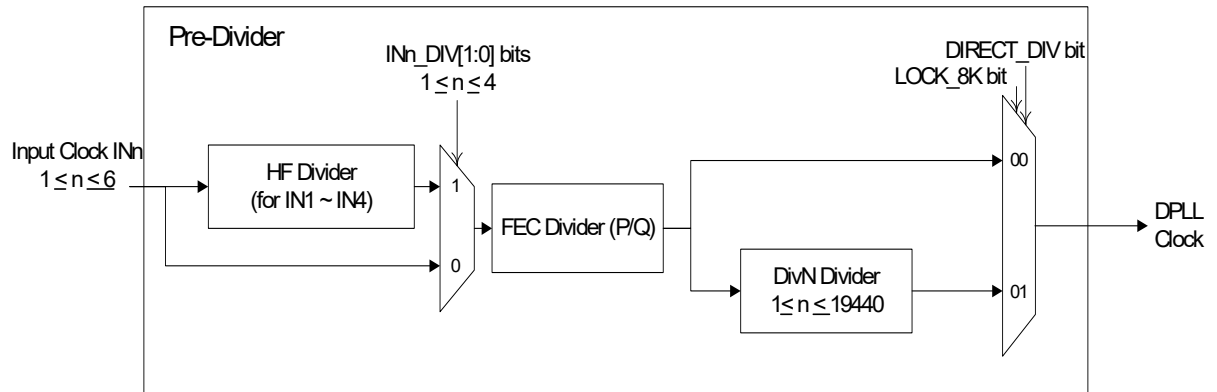 Pre-Divider
INn_DIV[1:0] bits
1 ≤ n ≤ 4
DIRECT_DIV bit
LOCK_8K bit
Input Clock INn
1 ≤ n ≤ 6
HF Divider
(for IN1 ~ IN4)
1
0
FEC Divider (P/Q)
00
DivN Divider
1 ≤ n ≤ 19440
01
DPLL
Clock